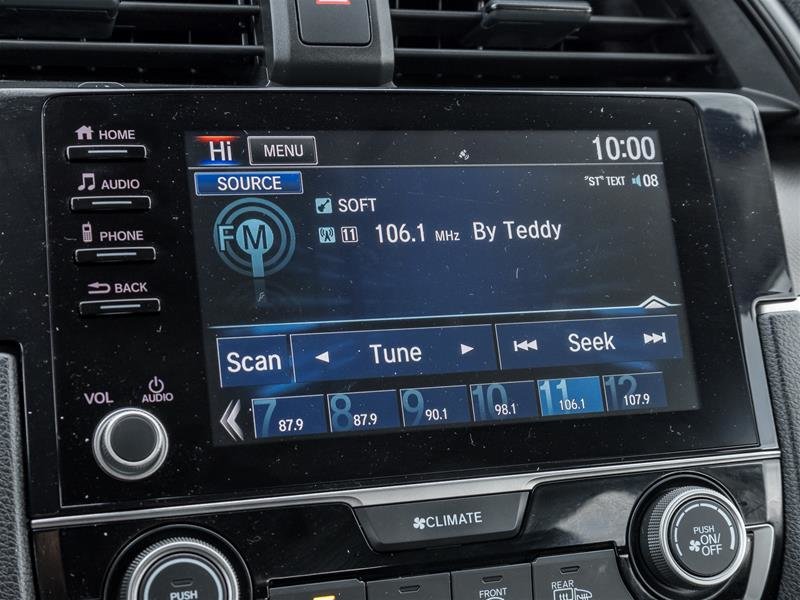 HOME
AUDIO
PHONE
BACK
VOL
AUDIO
Hi MENU 10:00
SOURCE "ST" TEXT 08
FM
SOFT
11 106.1 MHz By Teddy
Scan Tune Seek
7 87.9 8 87.9 9 90.1 10 98.1 11 106.1 12 107.9
CLIMATE
PUSH
ON/
OFF
PUSH
FRONT
REAR